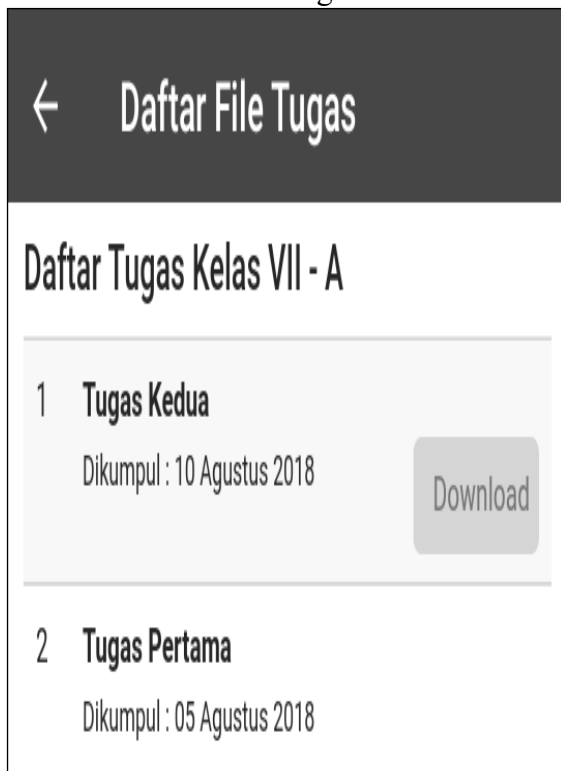 Daftar File Tugas
Daftar Tugas Kelas VII - A
1 Tugas Kedua
Dikumpul : 10 Agustus 2018
Download
2 Tugas Pertama
Dikumpul : 05 Agustus 2018